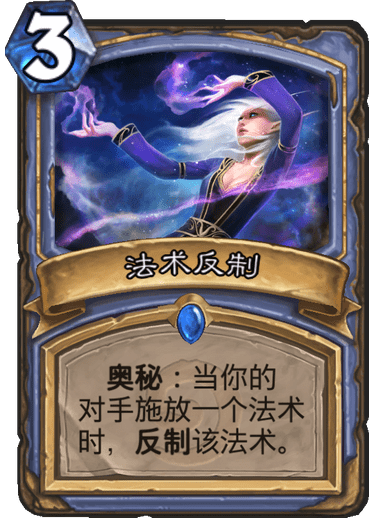 3
法术反制
奥秘：当你的
对手施放一个法术
时，反制该法术。